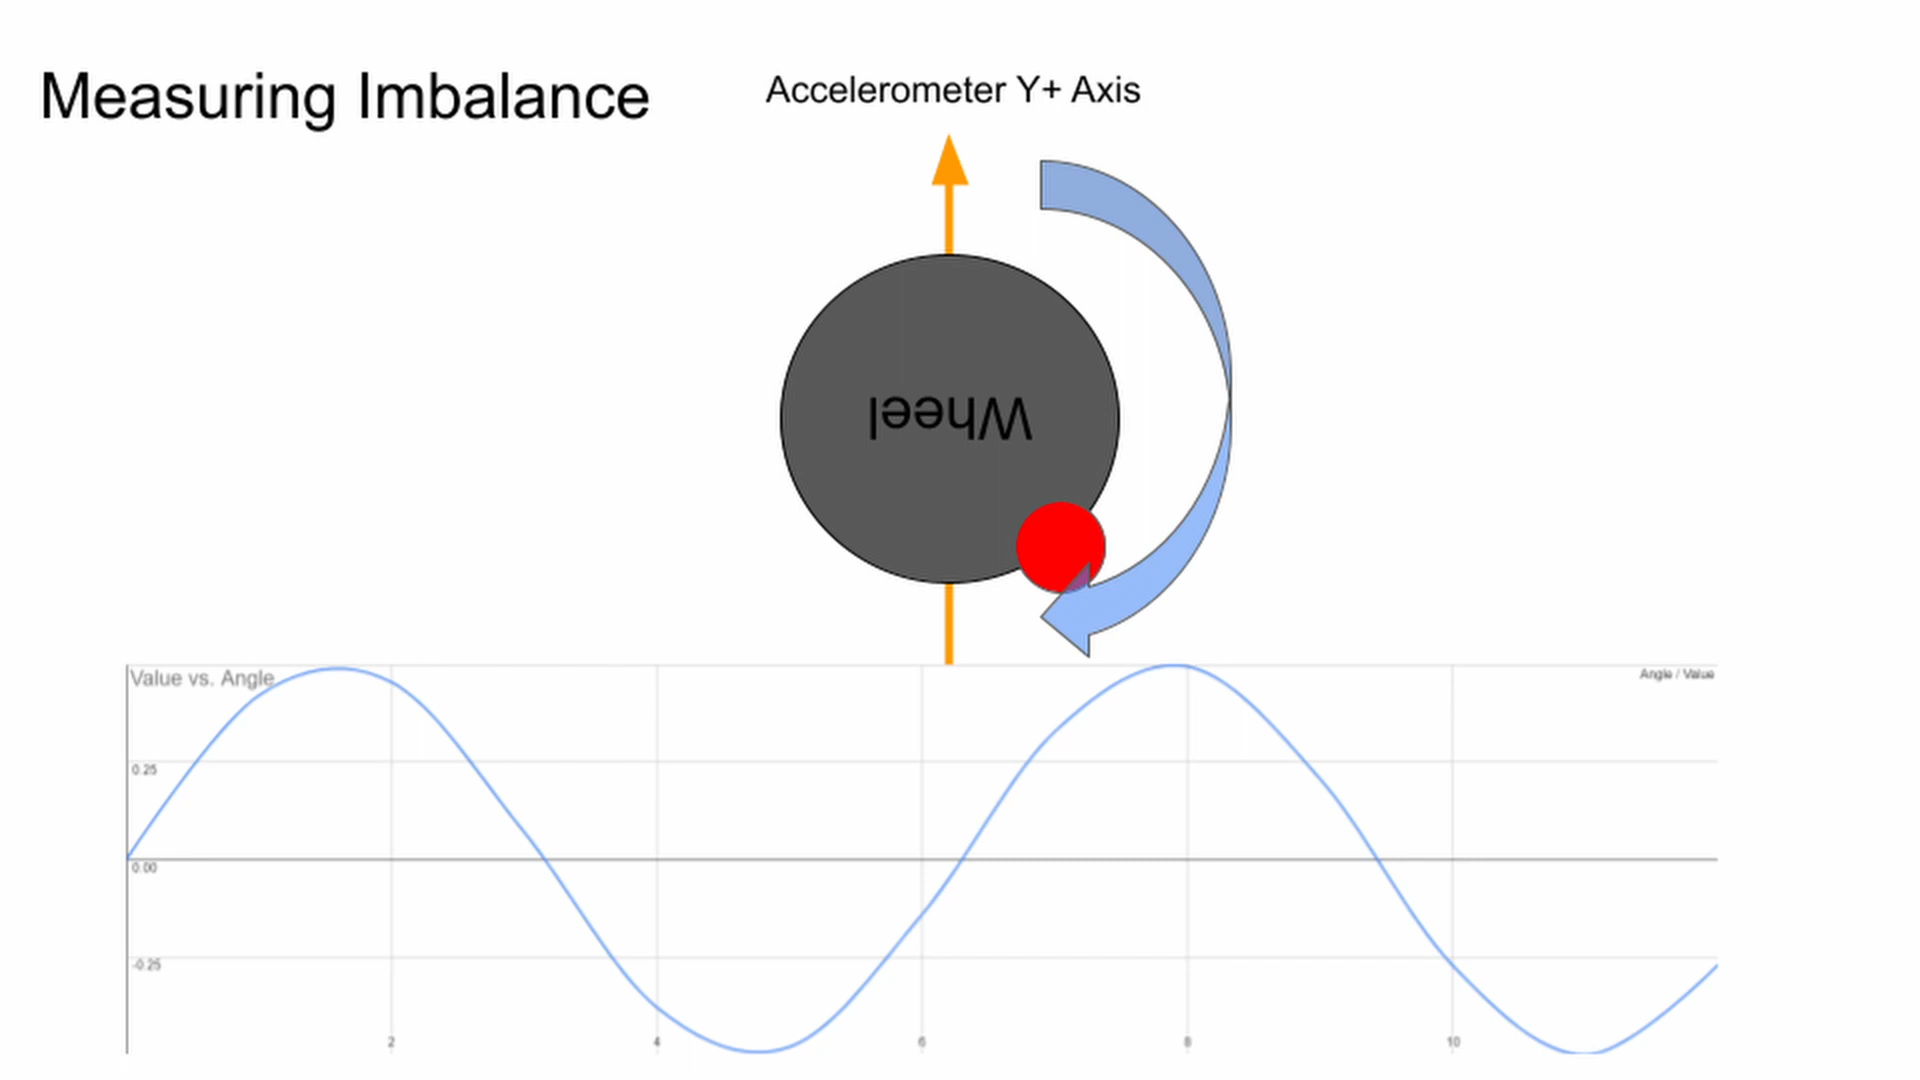 Measuring Imbalance
Accelerometer Y+ Axis
Wheel
Value vs. Angle
Angle / Value
0.25
0.00
-0.25
2
4
6
8
10